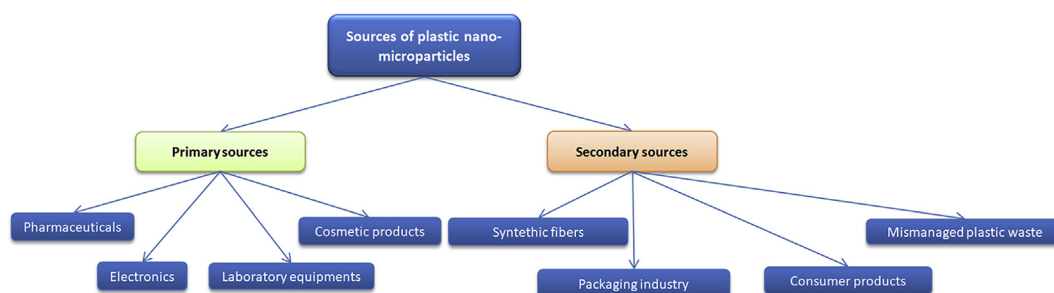 Sources of plastic nano-
microparticles
Primary sources
Secondary sources
Pharmaceuticals
Cosmetic products
Syntethic fibers
Mismanaged plastic waste
Electronics
Laboratory equipments
Packaging industry
Consumer products